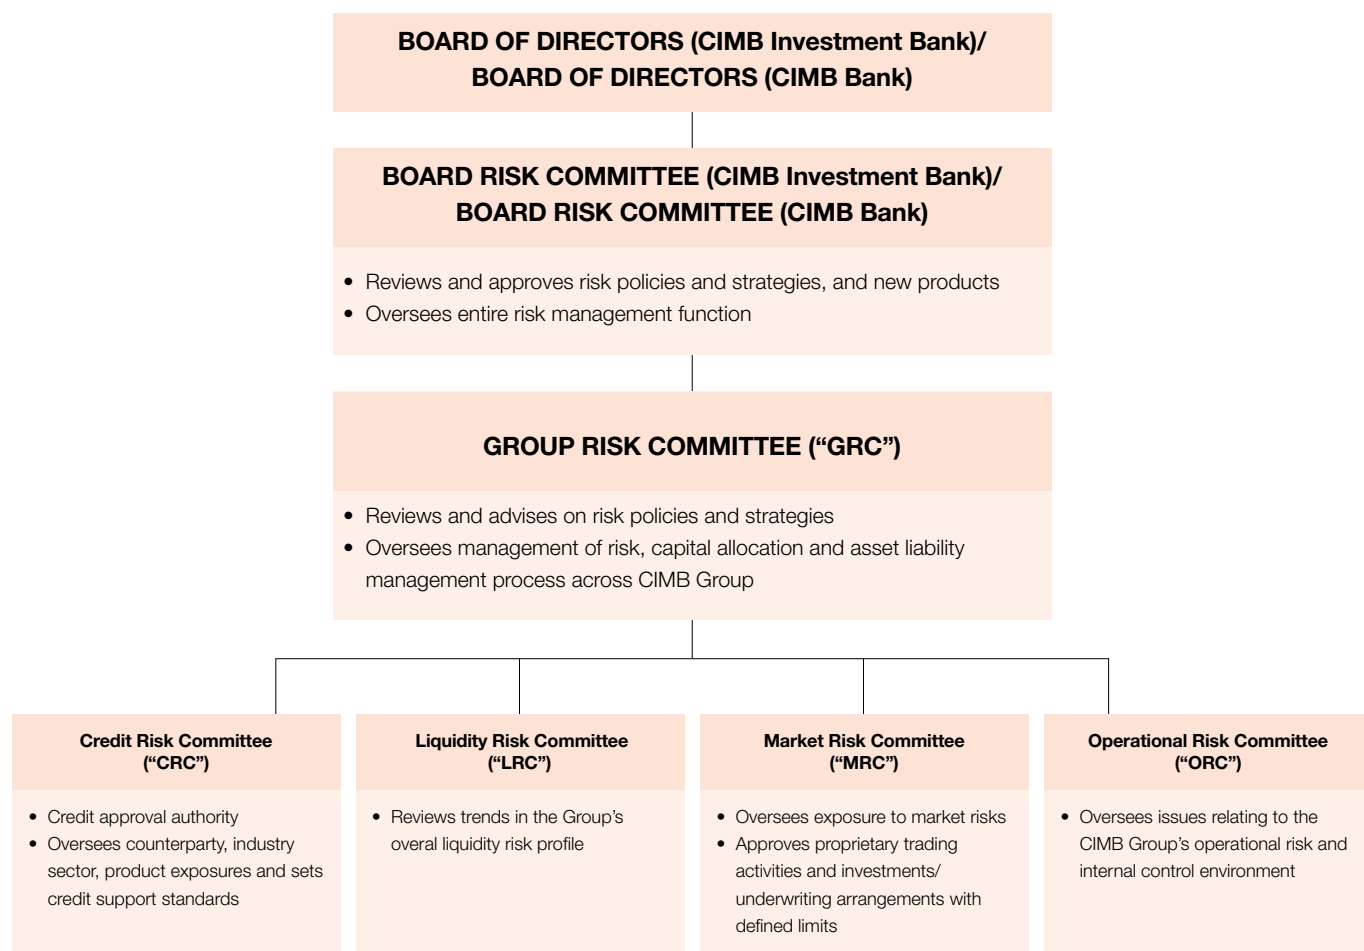 BOARD OF DIRECTORS (CIMB Investment Bank)/
BOARD OF DIRECTORS (CIMB Bank)
BOARD RISK COMMITTEE (CIMB Investment Bank)/
BOARD RISK COMMITTEE (CIMB Bank)
• Reviews and approves risk policies and strategies, and new products
• Oversees entire risk management function
GROUP RISK COMMITTEE (“GRC”)
• Reviews and advises on risk policies and strategies
• Oversees management of risk, capital allocation and asset liability
management process across CIMB Group
Credit Risk Committee
(“CRC”)
• Credit approval authority
• Oversees counterparty, industry
sector, product exposures and sets
credit support standards
Liquidity Risk Committee
(“LRC”)
• Reviews trends in the Group’s
overal liquidity risk profile
Market Risk Committee
(“MRC”)
• Oversees exposure to market risks
• Approves proprietary trading
activities and investments/
underwriting arrangements with
defined limits
Operational Risk Committee
(“ORC”)
• Oversees issues relating to the
CIMB Group’s operational risk and
internal control environment